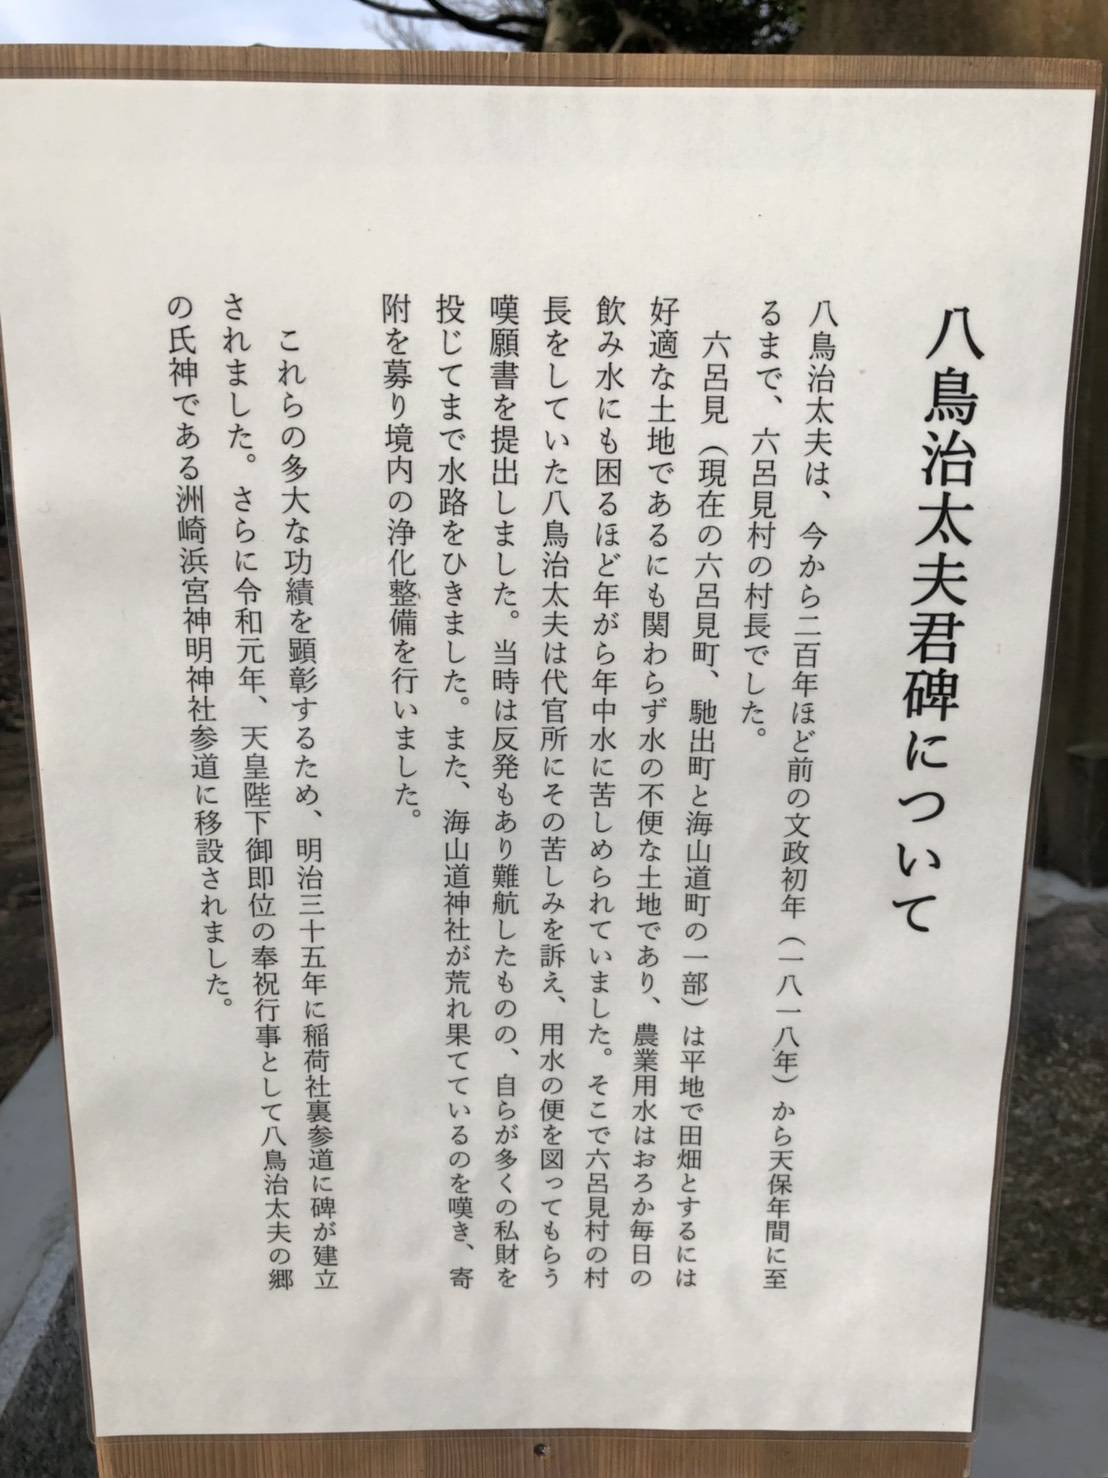 八鳥治太夫君碑について
八鳥治太夫は、今から二百年ほど前の文政初年（一八一八年）から天保年間に至
るまで、六呂見村の村長でした。
六呂見（現在の六呂見町、馳出町と海山道町の一部）は平地で田畑とするには
好適な土地であるにも関わらず水の不便な土地であり、農業用水はおろか毎日の
飲み水にも困るほど年がら年中水に苦しめられていました。そこで六呂見村の村
長をしていた八鳥治太夫は代官所にその苦しみを訴え、用水の便を図ってもらう
嘆願書を提出しました。当時は反発もあり難航したものの、自らが多くの私財を
投じてまで水路をひきました。また、海山道神社が荒れ果てているのを嘆き、寄
附を募り境内の浄化整備を行いました。
これらの多大な功績を顕彰するため、明治三十五年に稲荷社裏参道に碑が建立
されました。さらに令和元年、天皇陛下御即位の奉祝行事として八鳥治太夫の郷
の氏神である洲崎浜宮神明神社参道に移設されました。